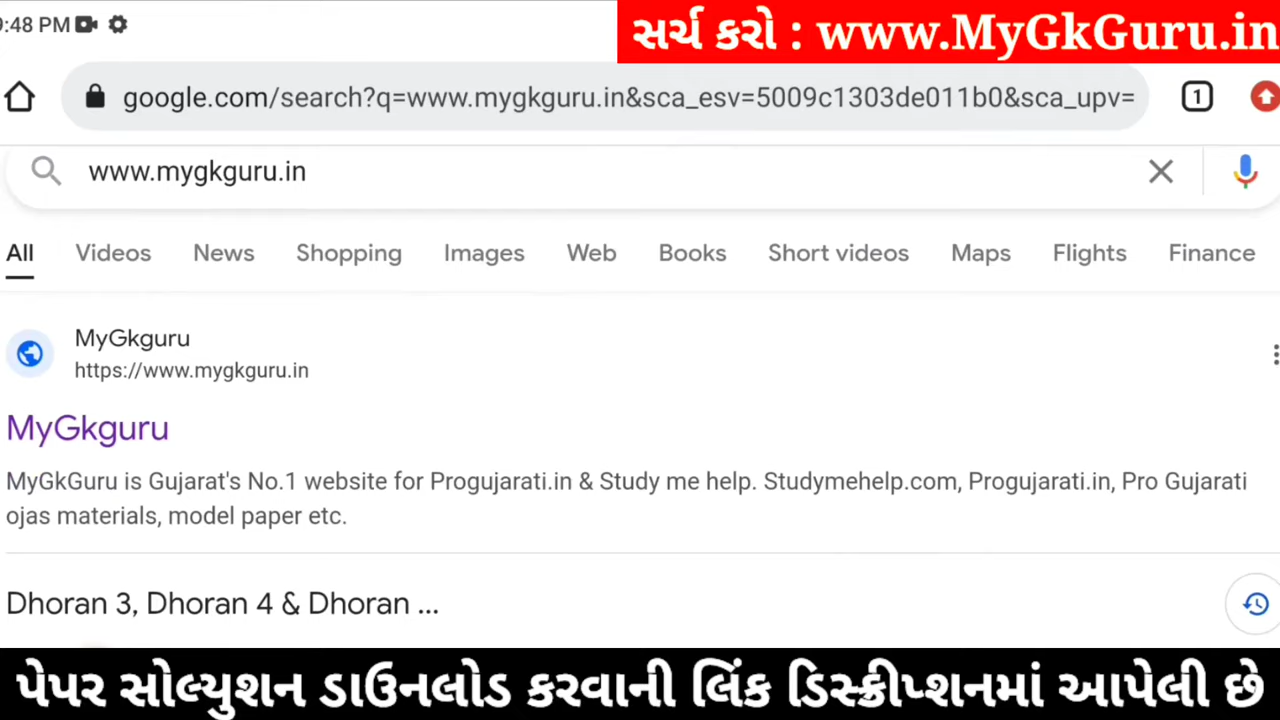 9:48 PM
સર્ચ કરો : www.MyGkGuru.in
google.com/search?q=www.mygkguru.in&sca_esv=5009c1303de011b0&sca_upv=
1
www.mygkguru.in
All Videos News Shopping Images Web Books Short videos Maps Flights Finance
MyGkguru
https://www.mygkguru.in
MyGkguru
MyGkGuru is Gujarat's No.1 website for Progujarati.in & Study me help. Studymehelp.com, Progujarati.in, Pro Gujarati
ojas materials, model paper etc.
Dhoran 3, Dhoran 4 & Dhoran ...
પેપર સોલ્યુશન ડાઉનલોડ કરવાની લિંક ડિસ્ક્રીપ્શનમાં આપેલી છે